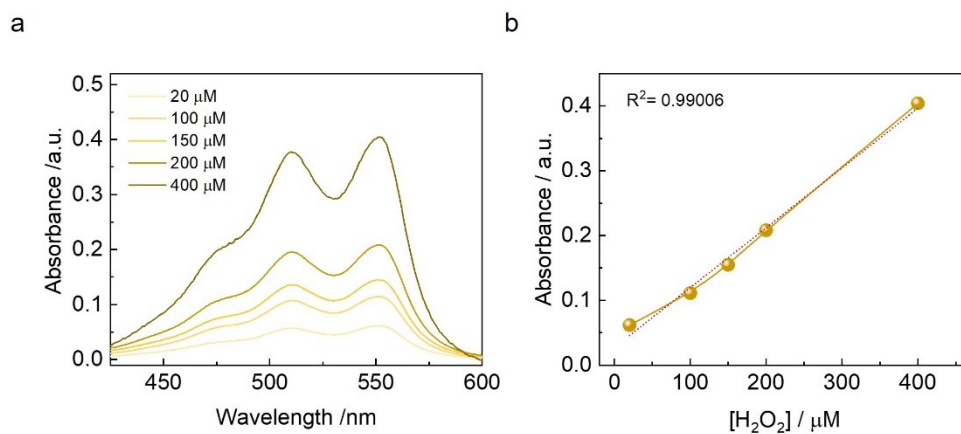 a
b
0.5
0.4
0.3
0.2
0.1
0.0
Absorbance /a.u.
20 μM
100 μM
150 μM
200 μM
400 μM
450
500
550
600
Wavelength /nm
0.4
0.3
0.2
0.1
0.0
Absorbance / a.u.
R²= 0.99006
0
100
200
300
400
[H₂O₂] / μM